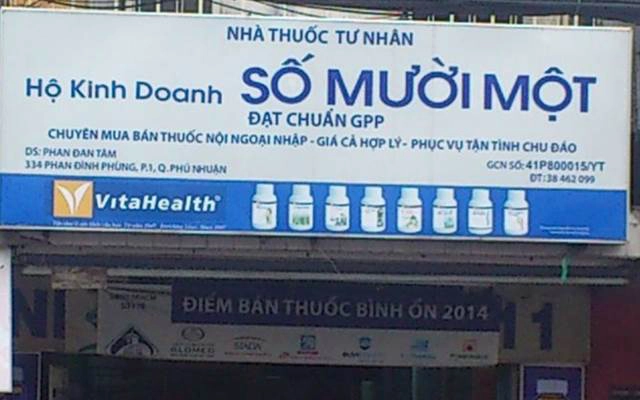 NHÀ THUỐC TƯ NHÂN
Hộ Kinh Doanh SỐ MƯỜI MỘT
ĐẠT CHUẨN GPP
CHUYÊN MUA BÁN THUỐC NỘI NGOẠI NHẬP - GIÁ CẢ HỢP LÝ - PHỤC VỤ TẬN TÌNH CHU ĐÁO
DS: PHAN ĐAN TÂM
334 PHAN ĐÌNH PHÙNG, P.1, Q. PHÚ NHUẬN
GCN SỐ: 41P800015/YT
ĐT: 38 462 099
VitaHealth®
ĐIỂM BÁN THUỐC BÌNH ỔN 2014
GLOMED
STADA
11